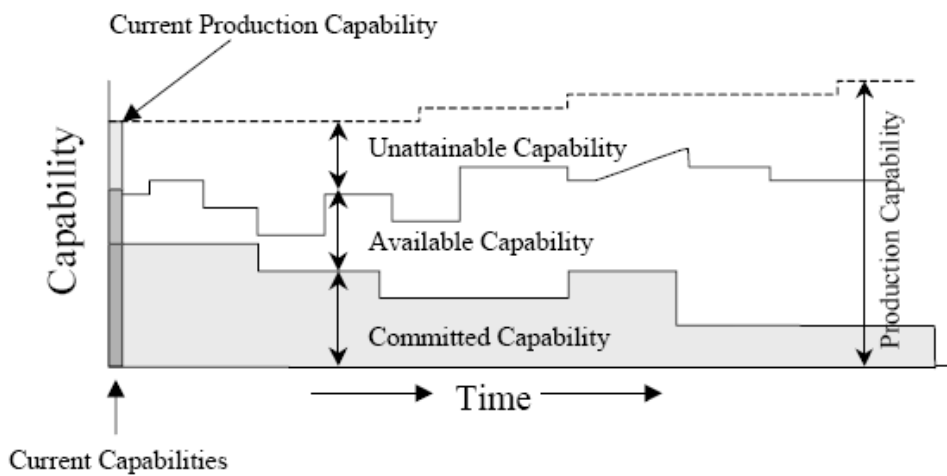 Current Production Capability
Capability
Unattainable Capability
Available Capability
Committed Capability
Production Capability
Time
Current Capabilities